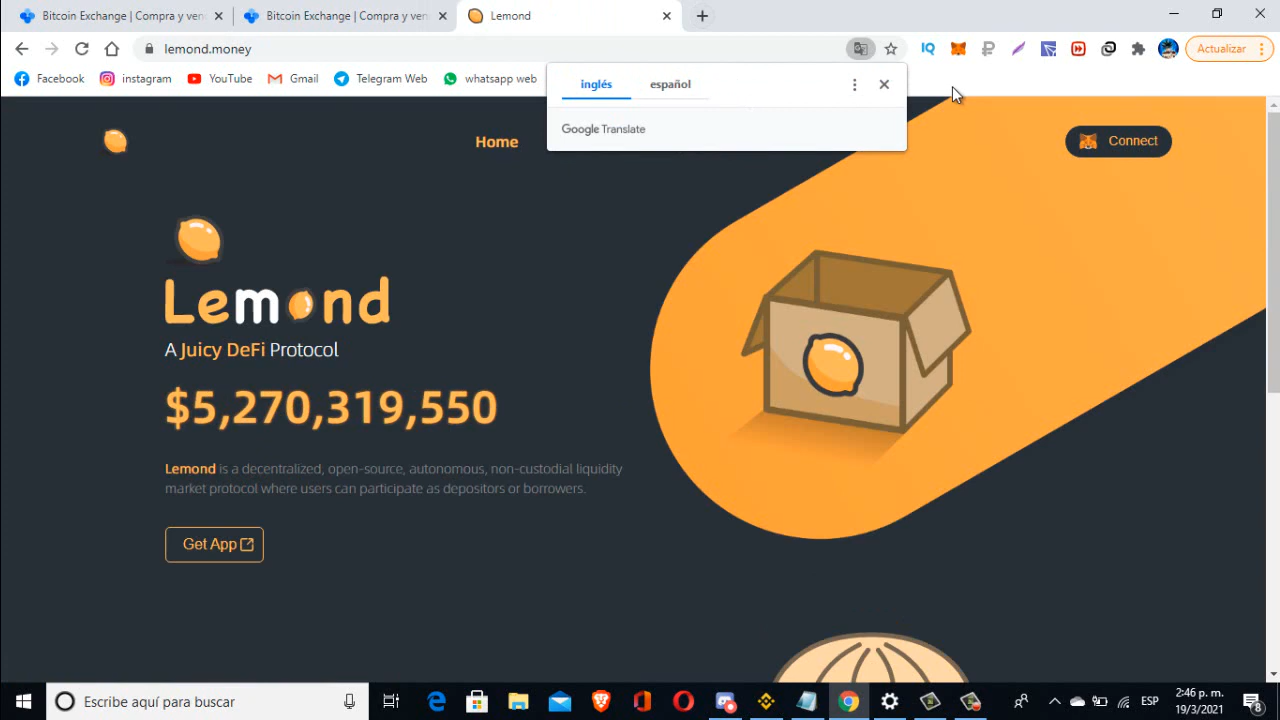 Bitcoin Exchange | Compra y ven
Bitcoin Exchange | Compra y ven
Lemond
lemond.money
Actualizar
Facebook
instagram
YouTube
Gmail
Telegram Web
whatsapp web
inglés
español
Google Translate
Home
Connect
Lemond
A Juicy DeFi Protocol
$5,270,319,550
Lemond is a decentralized, open-source, autonomous, non-custodial liquidity
market protocol where users can participate as depositors or borrowers.
Get App
Escribe aquí para buscar
ESP
2:46 p. m.
19/3/2021
8